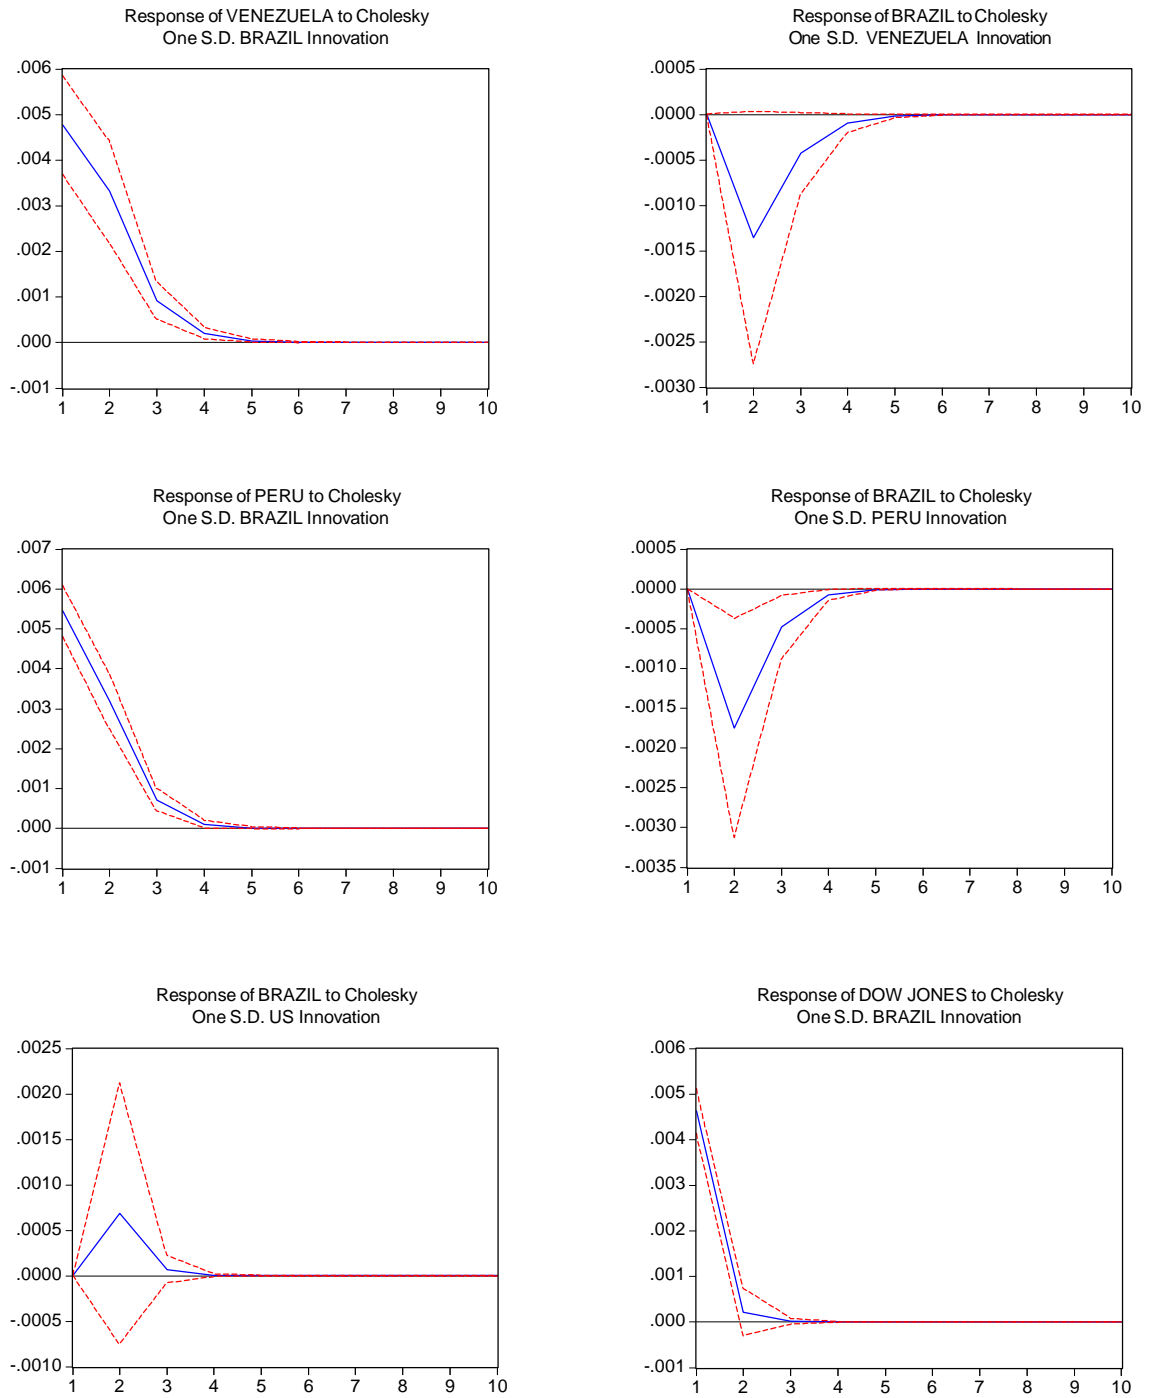 Response of VENEZUELA to Cholesky
One S.D. BRAZIL Innovation
.006
.005
.004
.003
.002
.001
.000
-.001
1 2 3 4 5 6 7 8 9 10
Response of BRAZIL to Cholesky
One S.D. VENEZUELA Innovation
.0005
.0000
-.0005
-.0010
-.0015
-.0020
-.0025
-.0030
1 2 3 4 5 6 7 8 9 10
Response of PERU to Cholesky
One S.D. BRAZIL Innovation
.007
.006
.005
.004
.003
.002
.001
.000
-.001
1 2 3 4 5 6 7 8 9 10
Response of BRAZIL to Cholesky
One S.D. PERU Innovation
.0005
.0000
-.0005
-.0010
-.0015
-.0020
-.0025
-.0030
-.0035
1 2 3 4 5 6 7 8 9 10
Response of BRAZIL to Cholesky
One S.D. US Innovation
.0025
.0020
.0015
.0010
.0005
.0000
-.0005
-.0010
1 2 3 4 5 6 7 8 9 10
Response of DOW JONES to Cholesky
One S.D. BRAZIL Innovation
.006
.005
.004
.003
.002
.001
.000
-.001
1 2 3 4 5 6 7 8 9 10